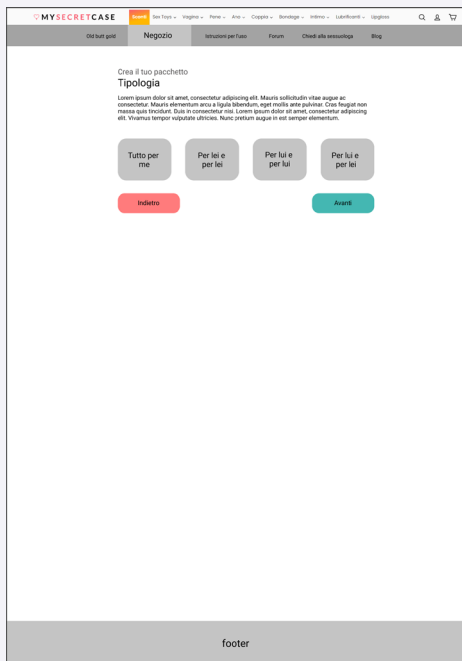 MYSECRETCASE Sconti Sex Toys Vagina Pene Ano Coppia Bondage Intimo Lubrificanti Upgloss
Old butt gold Negozio Istruzioni per l'uso Forum Chiedi alla sessuologa Blog
Crea il tuo pacchetto
Tipologia
Lorem ipsum dolor sit amet, consectetur adipiscing elit. Mauris sollicitudin vitae augue ac
consectetur. Mauris elementum arcu a ligula bibendum, eget mollis ante pulvinar. Cras feugiat non
massa quis tincidunt. Duis in consectetur nisi. Lorem ipsum dolor sit amet, consectetur adipiscing
elit. Vivamus tempor vulputate ultricies. Nunc pretium augue in est semper elementum.
Tutto per
me
Per lei e
per lei
Per lui e
per lui
Per lui e
per lei
Indietro
Avanti
footer